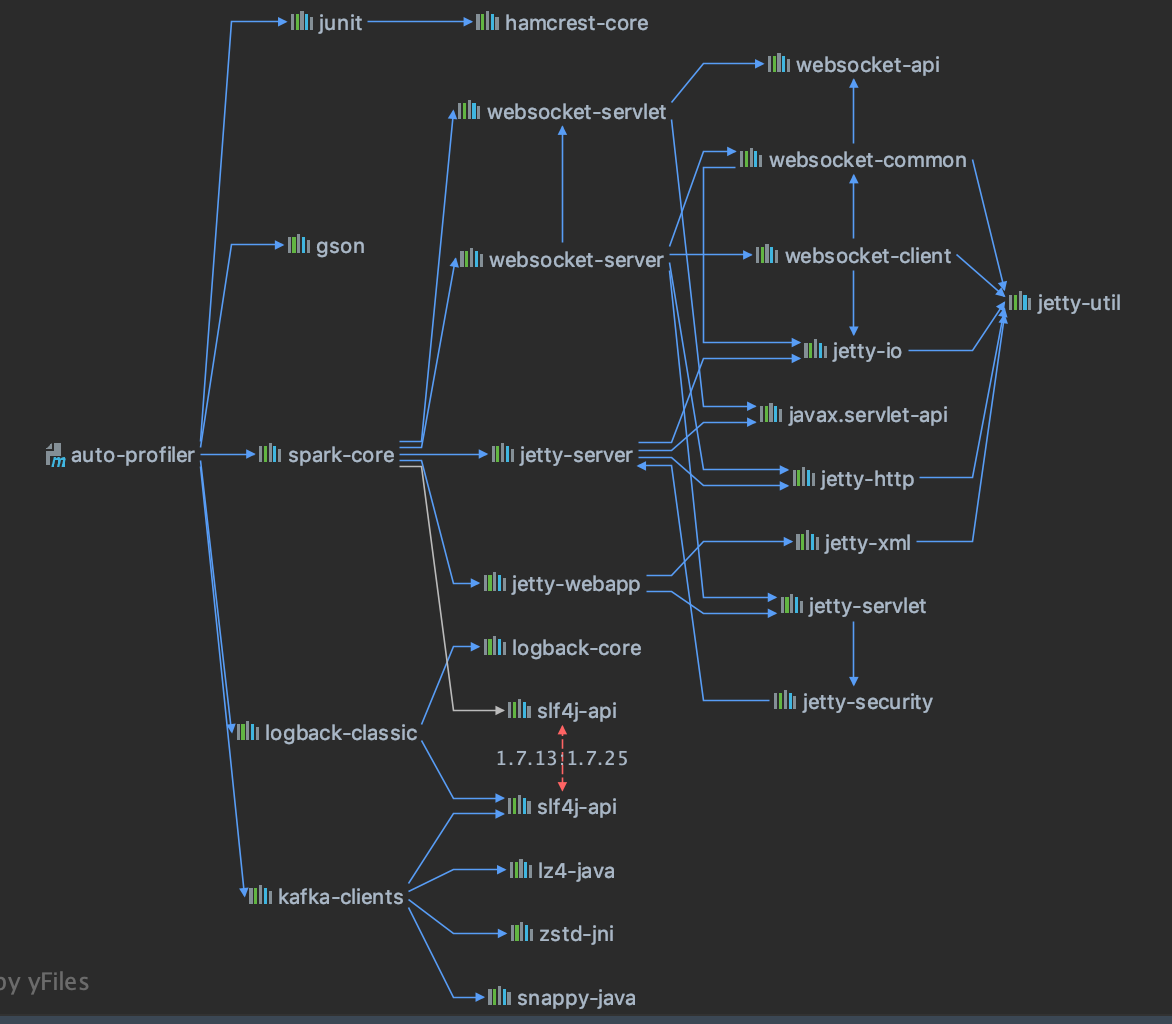 junit
hamcrest-core
websocket-api
websocket-servlet
websocket-common
gson
websocket-server
websocket-client
jetty-util
jetty-io
javax.servlet-api
auto-profiler
spark-core
jetty-server
jetty-http
jetty-xml
jetty-webapp
jetty-servlet
logback-core
jetty-security
slf4j-api
logback-classic
1.7.13:1.7.25
slf4j-api
lz4-java
kafka-clients
zstd-jni
by yFiles
snappy-java